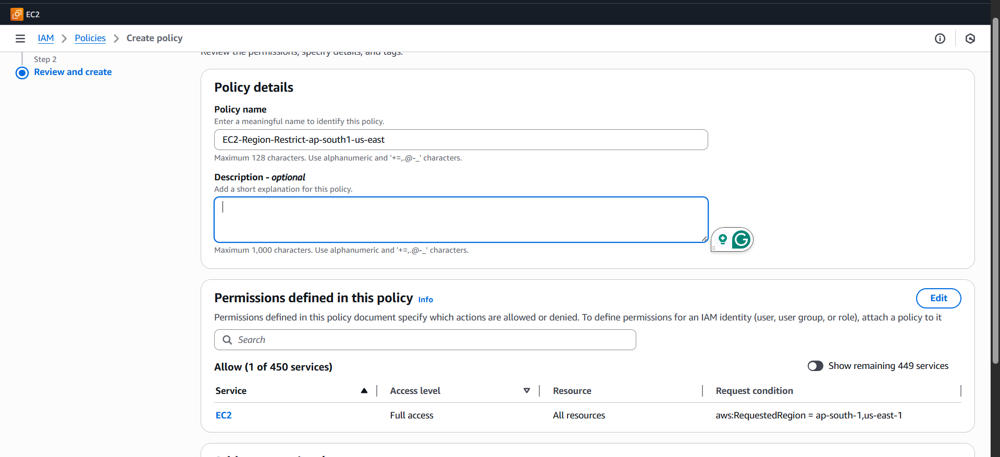 EC2
IAM > Policies > Create policy
Step 2
Review and create
Review the permissions, specify details, and tags.
Policy details
Policy name
Enter a meaningful name to identify this policy.
EC2-Region-Restrict-ap-south1-us-east
Maximum 128 characters. Use alphanumeric and '+=,.@-_' characters.
Description - optional
Add a short explanation for this policy.
Maximum 1,000 characters. Use alphanumeric and '+=,.@-_' characters.
Permissions defined in this policy Info
Edit
Permissions defined in this policy document specify which actions are allowed or denied. To define permissions for an IAM identity (user, user group, or role), attach a policy to it
Search
Allow (1 of 450 services)
Show remaining 449 services
Service Access level Resource Request condition
EC2 Full access All resources aws:RequestedRegion = ap-south-1,us-east-1